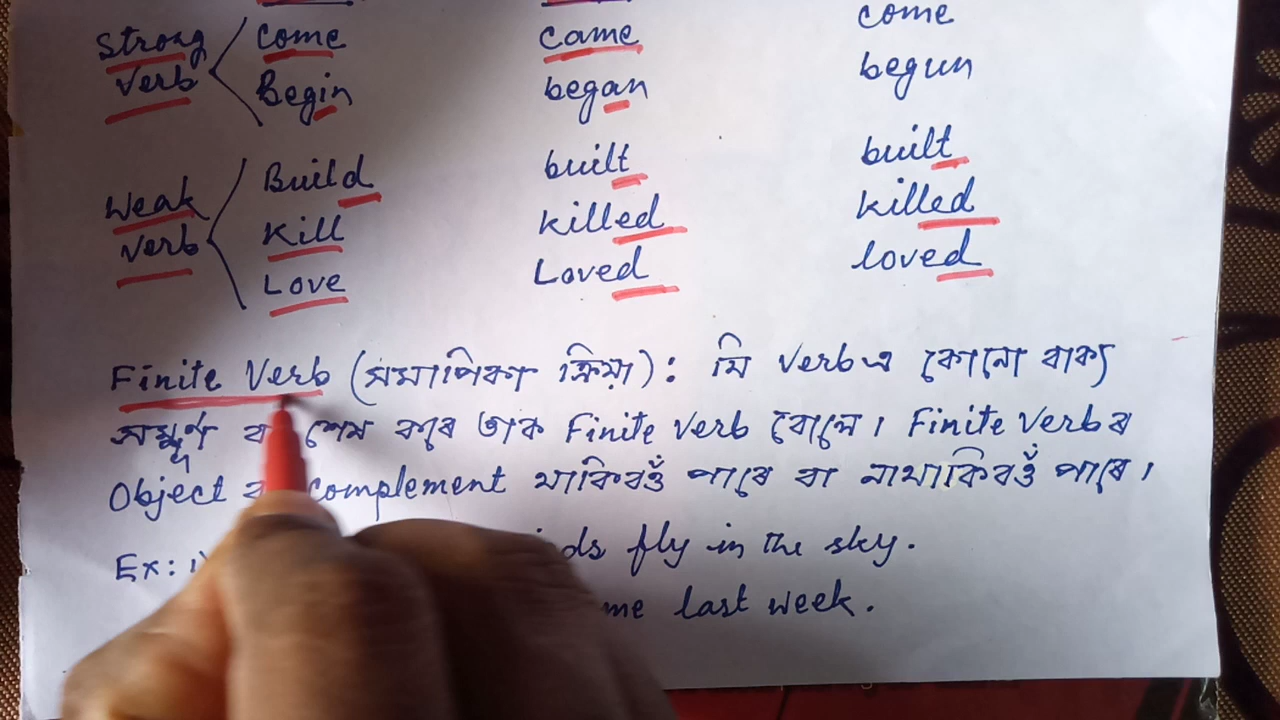 come
Strong come came
Verb Begin began begun
Build built built
Weak Kill killed killed
Verb Love Loved loved
Finite Verb (সমাপিকা ক্ৰিয়া): যি Verb এ কোনো বাক্য
সম্পূৰ্ণ বা শেষ কৰে তাক Finite Verb বোলে। Finite Verb ৰ
Object complement থাকিবওঁ পাৰে বা নাথাকিবওঁ পাৰে।
Ex: fly in the sky.
last week.